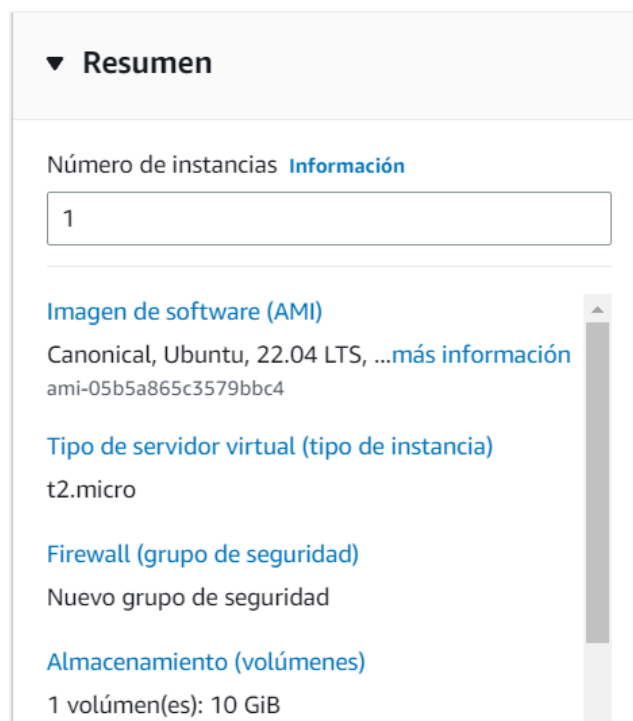 Resumen
Número de instancias Información
1
Imagen de software (AMI)
Canonical, Ubuntu, 22.04 LTS, ...más información
ami-05b5a865c3579bbc4
Tipo de servidor virtual (tipo de instancia)
t2.micro
Firewall (grupo de seguridad)
Nuevo grupo de seguridad
Almacenamiento (volúmenes)
1 volúmen(es): 10 GiB